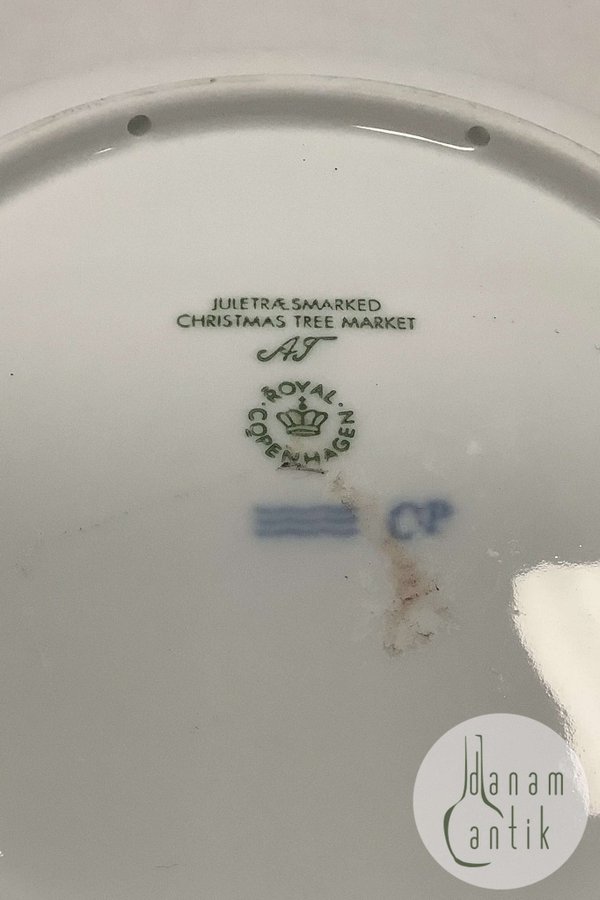 JULETRÆSMARKED
CHRISTMAS TREE MARKET
AT
ROYAL COPENHAGEN
CP
danam
antik